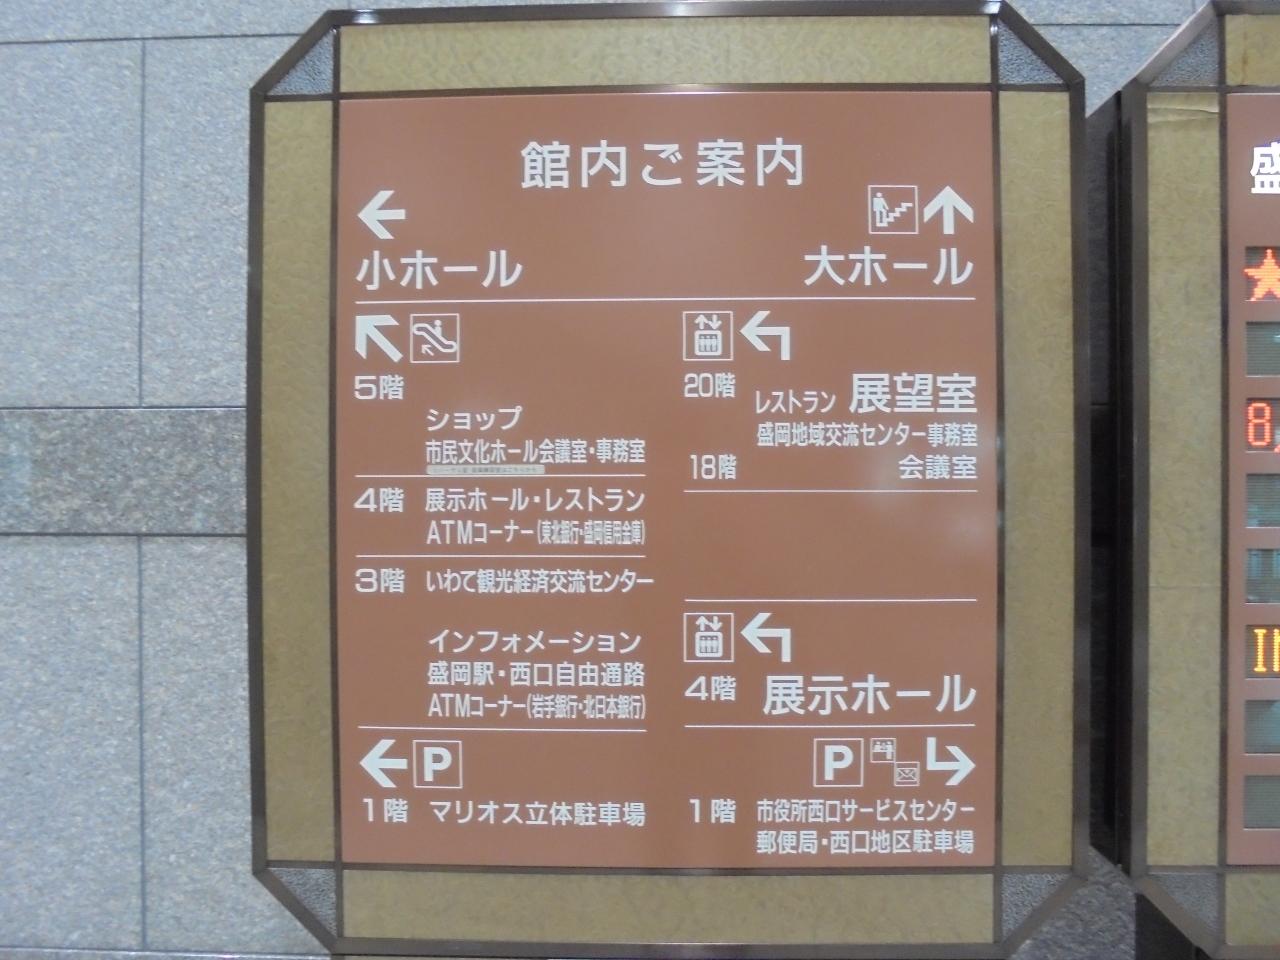 館内ご案内
小ホール
大ホール
5階
ショップ
市民文化ホール会議室・事務室
4階 展示ホール・レストラン
ATMコーナー(東北銀行・盛岡信用金庫)
3階 いわて観光経済交流センター
インフォメーション
盛岡駅・西口自由通路
ATMコーナー(岩手銀行・北日本銀行)
P
1階 マリオス立体駐車場
20階 レストラン 展望室
盛岡地域交流センター事務室
18階 会議室
4階 展示ホール
P
1階 市役所西口サービスセンター
郵便局・西口地区駐車場
盛
★
8